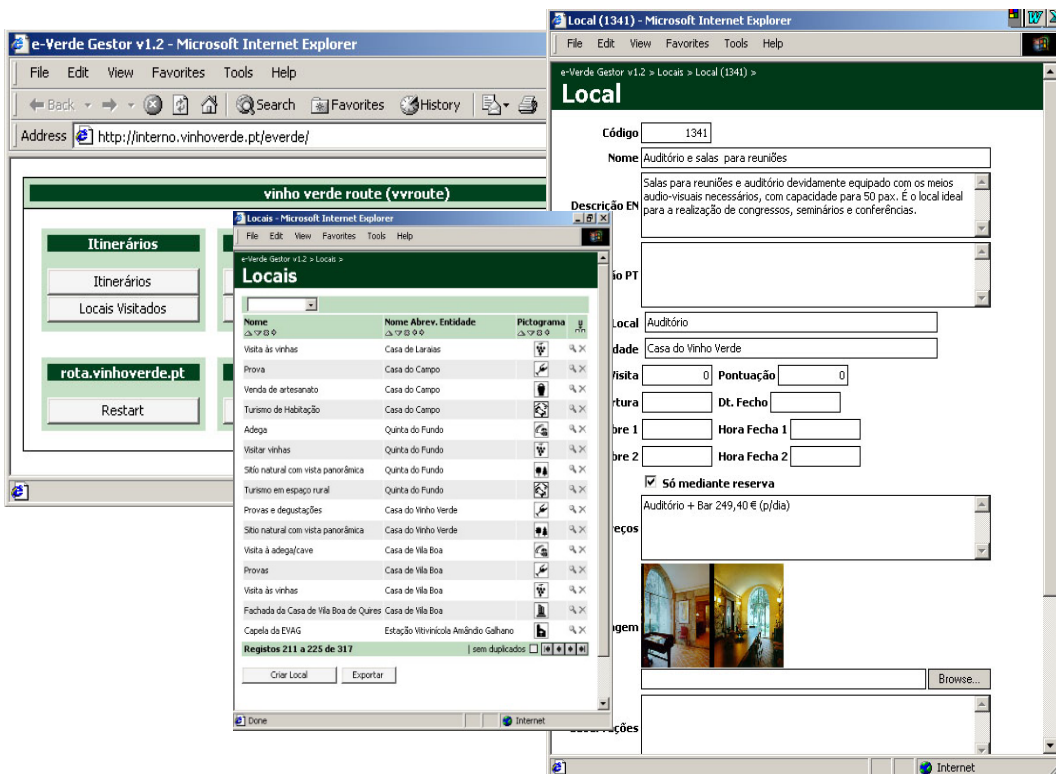 e-Verde Gestor v1.2 - Microsoft Internet Explorer
File Edit View Favorites Tools Help
Back Search Favorites History
Address http://interno.vinhoverde.pt/everde/
vinho verde route (vvroute)
Itinerários
Itinerários
Locais Visitados
rota.vinhoverde.pt
Restart
Locais - Microsoft Internet Explorer
File Edit View Favorites Tools Help
e-Verde Gestor v1.2 > Locais >
Locais
Nome Nome Abrev. Entidade Pictograma
Visita às vinhas Casa de Laraias
Prova Casa do Campo
Venda de artesanato Casa do Campo
Turismo de Habitação Casa do Campo
Adega Quinta do Fundo
Visitar vinhas Quinta do Fundo
Sítio natural com vista panorâmica Quinta do Fundo
Turismo em espaço rural Quinta do Fundo
Provas e degustações Casa do Vinho Verde
Sitio natural com vista panorâmica Casa do Vinho Verde
Visita à adega/cave Casa de Vila Boa
Provas Casa de Vila Boa
Visita às vinhas Casa de Vila Boa
Fachada da Casa de Vila Boa de Quires Casa de Vila Boa
Capela da EVAG Estação Vitivinícola Amândio Galhano
Registos 211 a 225 de 317 | sem duplicados
Criar Local Exportar
Done Internet
Local (1341) - Microsoft Internet Explorer
File Edit View Favorites Tools Help
e-Verde Gestor v1.2 > Locais > Local (1341) >
Local
Código 1341
Nome Auditório e salas para reuniões
Descrição EN Salas para reuniões e auditório devidamente equipado com os meios
audio-visuais necessários, com capacidade para 50 pax. É o local ideal
para a realização de congressos, seminários e conferências.
ão PT
Local Auditório
dade Casa do Vinho Verde
Visita 0 Pontuação 0
rtura Dt. Fecho
bre 1 Hora Fecha 1
bre 2 Hora Fecha 2
Só mediante reserva
eços Auditório + Bar 249,40 € (p/dia)
gem
Browse...
Internet